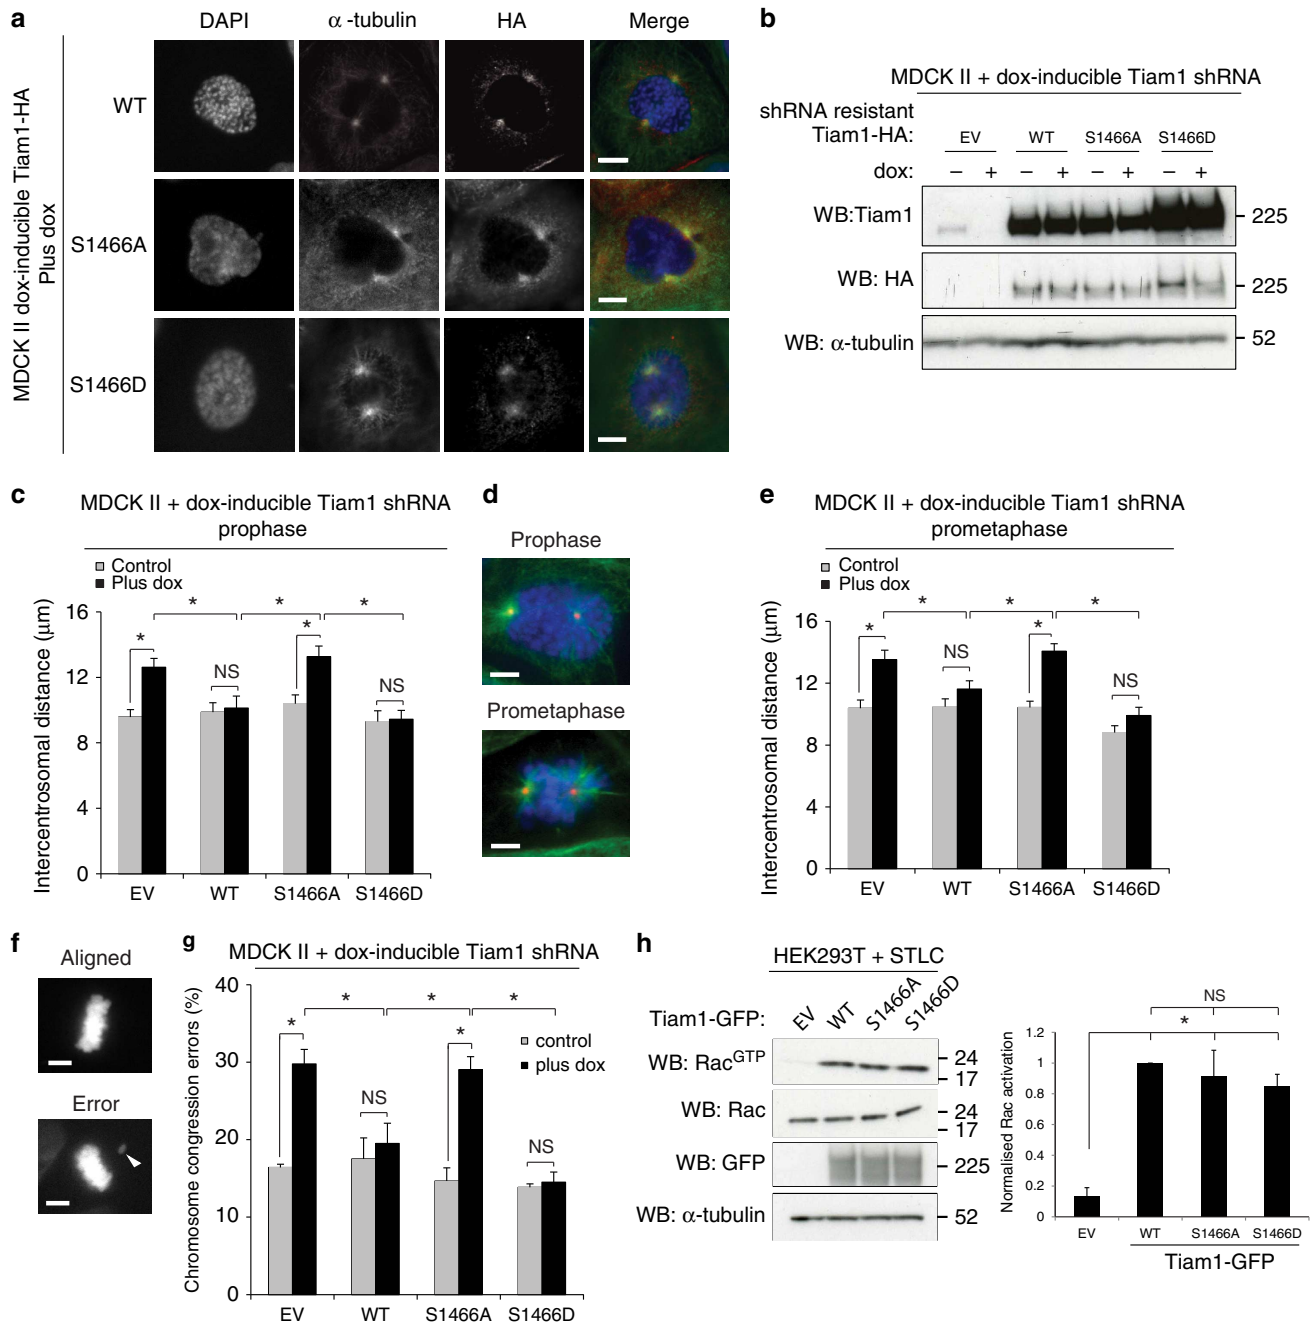 a
DAPI α -tubulin HA Merge
MDCK II dox-inducible Tiam1-HA
Plus dox
WT
S1466A
S1466D
b
MDCK II + dox-inducible Tiam1 shRNA
shRNA resistant
Tiam1-HA: EV WT S1466A S1466D
dox: – + – + – + – +
WB:Tiam1 225
WB: HA 225
WB: α-tubulin 52
c
MDCK II + dox-inducible Tiam1 shRNA
prophase
Control
Plus dox
Intercentrosomal distance (μm)
16
12
8
4
0
* * *
* NS * NS
EV WT S1466A S1466D
d
Prophase
Prometaphase
e
MDCK II + dox-inducible Tiam1 shRNA
prometaphase
Control
Plus dox
Intercentrosomal distance (μm)
16
12
8
4
0
* * *
* NS * NS
EV WT S1466A S1466D
f
Aligned
Error
g
MDCK II + dox-inducible Tiam1 shRNA
Chromosome congression errors (%)
40
30
20
10
0
* * *
* NS * NS
control
plus dox
EV WT S1466A S1466D
h
HEK293T + STLC
Tiam1-GFP: EV WT S1466A S1466D
WB: RacGTP 24
17
WB: Rac 24
17
WB: GFP 225
WB: α-tubulin 52
Normalised Rac activation
1.2
1
0.8
0.6
0.4
0.2
0
NS
*
EV WT S1466A S1466D
Tiam1-GFP